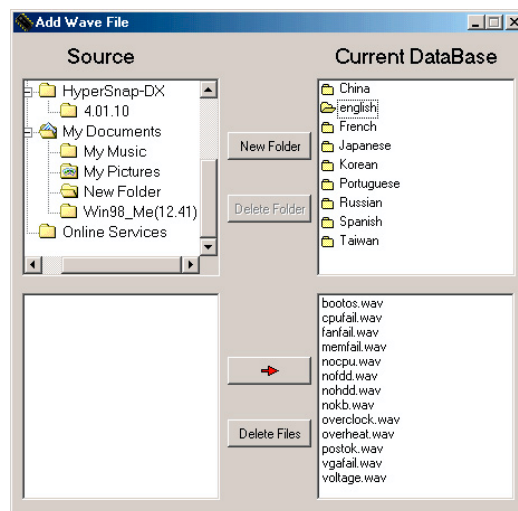 Add Wave File
Source
Current DataBase
HyperSnap-DX
4.01.10
My Documents
My Music
My Pictures
New Folder
Win98_Me(12.41)
Online Services
New Folder
Delete Folder
China
english
French
Japanese
Korean
Portuguese
Russian
Spanish
Taiwan
Delete Files
bootos.wav
cpufail.wav
fanfail.wav
memfail.wav
nocpu.wav
nofdd.wav
nohdd.wav
nokb.wav
overclock.wav
overheat.wav
postok.wav
vgafail.wav
voltage.wav